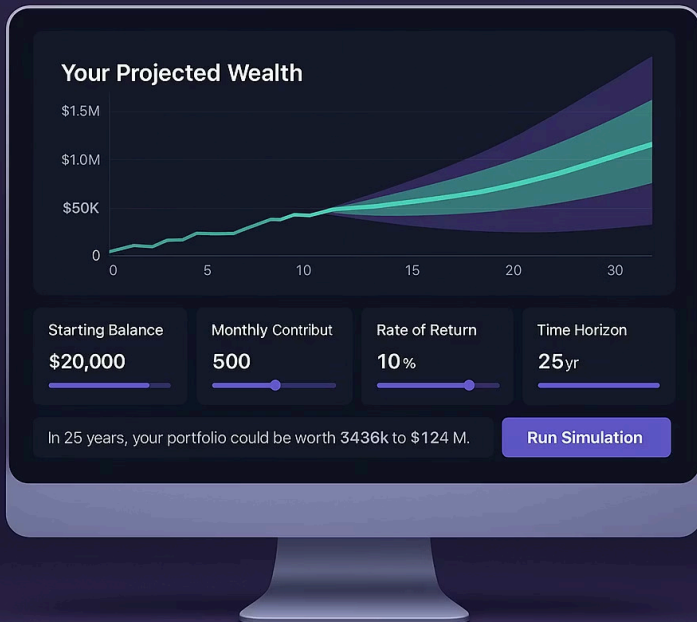 Your Projected Wealth
$1.5M
$1.0M
$50K
0
0 5 10 15 20 30
Starting Balance
$20,000
Monthly Contribut
500
Rate of Return
10%
Time Horizon
25yr
In 25 years, your portfolio could be worth 3436k to $124 M.
Run Simulation